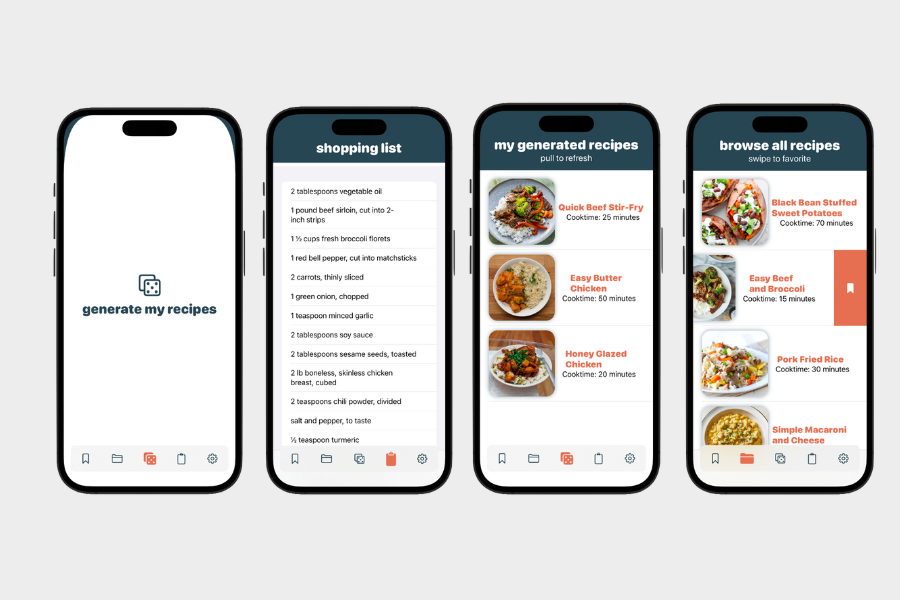 generate my recipes
shopping list
2 tablespoons vegetable oil
1 pound beef sirloin, cut into 2-
inch strips
1 ½ cups fresh broccoli florets
1 red bell pepper, cut into matchsticks
2 carrots, thinly sliced
1 green onion, chopped
1 teaspoon minced garlic
2 tablespoons soy sauce
2 tablespoons sesame seeds, toasted
2 lb boneless, skinless chicken
breast, cubed
2 teaspoons chili powder, divided
salt and pepper, to taste
½ teaspoon turmeric
my generated recipes
pull to refresh
Quick Beef Stir-Fry
Cooktime: 25 minutes
Easy Butter
Chicken
Cooktime: 50 minutes
Honey Glazed
Chicken
Cooktime: 20 minutes
browse all recipes
swipe to favorite
Black Bean Stuffed
Sweet Potatoes
Cooktime: 70 minutes
Easy Beef
and Broccoli
Cooktime: 15 minutes
Pork Fried Rice
Cooktime: 30 minutes
Simple Macaroni
and Cheese